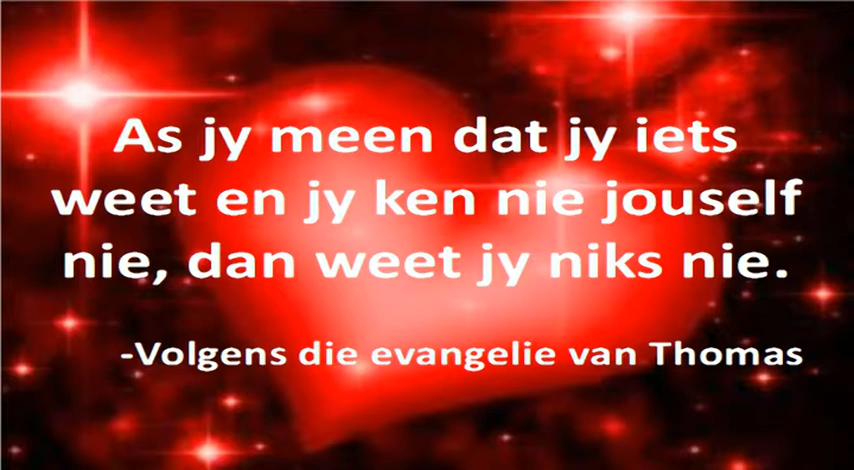 As jy meen dat jy iets
weet en jy ken nie jouself
nie, dan weet jy niks nie.
-Volgens die evangelie van Thomas